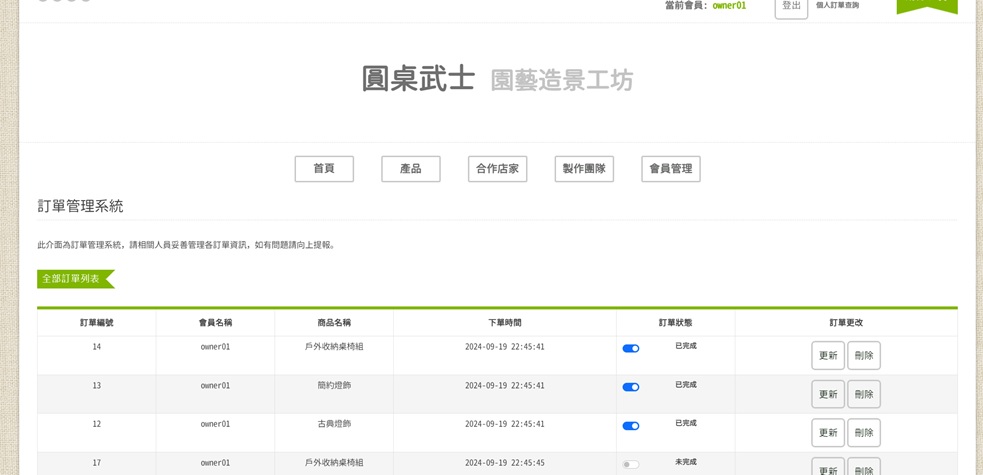 當前會員: owner01 登出 個人訂單查詢
圓桌武士 園藝造景工坊
首頁 產品 合作店家 製作團隊 會員管理
訂單管理系統
此介面為訂單管理系統，請相關人員妥善管理各訂單資訊，如有問題請向上提報。
全部訂單列表
訂單編號 會員名稱 商品名稱 下單時間 訂單狀態 訂單更改
14 owner01 戶外收納桌椅組 2024-09-19 22:45:41 已完成 更新 刪除
13 owner01 簡約燈飾 2024-09-19 22:45:41 已完成 更新 刪除
12 owner01 古典燈飾 2024-09-19 22:45:41 已完成 更新 刪除
17 owner01 戶外收納桌椅組 2024-09-19 22:45:45 未完成 更新 刪除